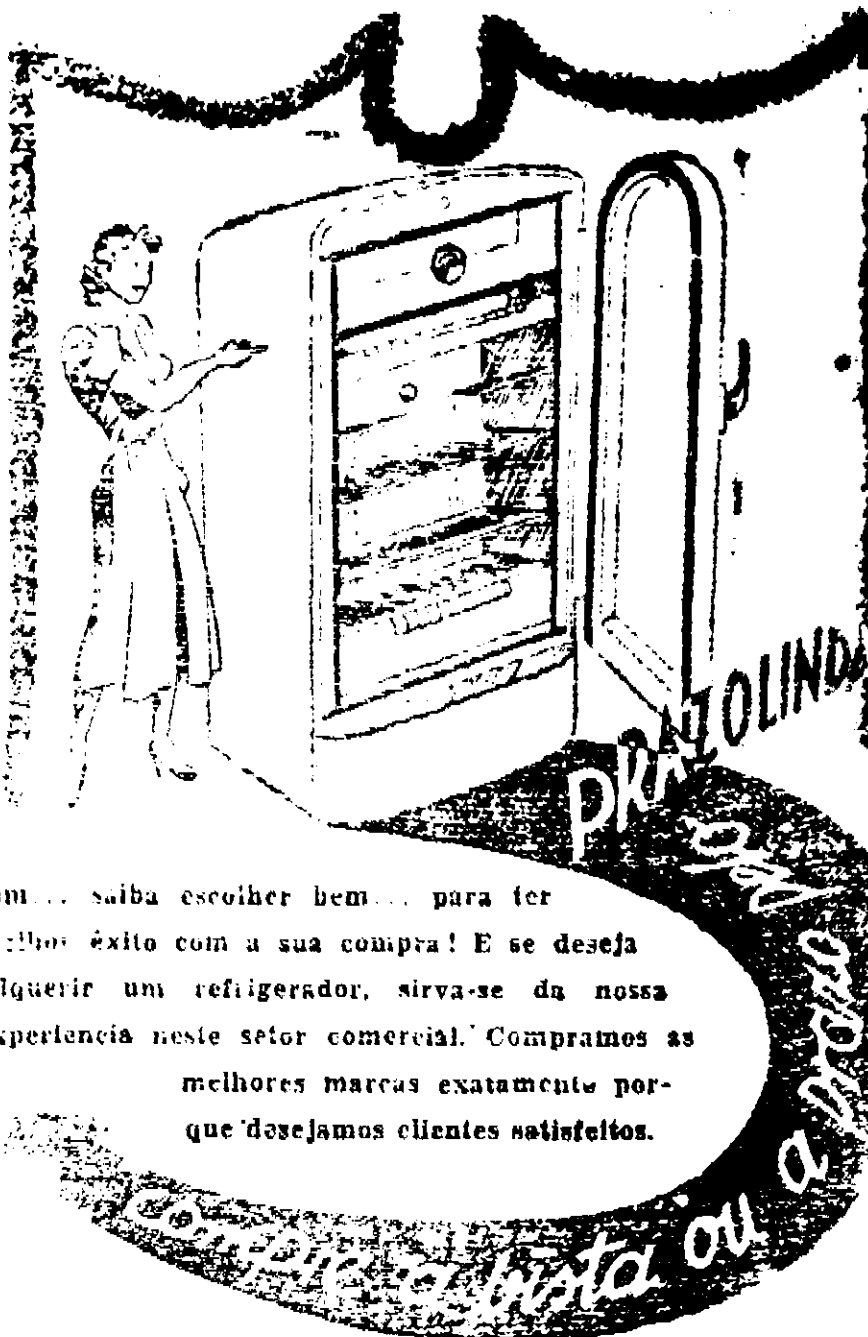 PRAZOLINDA
... saiba escolher bem... para ter
êxito com a sua compra! E se deseja
um refrigerador, sirva-se da nossa
neste setor comercial. Compramos as
melhores marcas exatamente por-
que desejamos clientes satisfeitos.
a vista ou a prazo